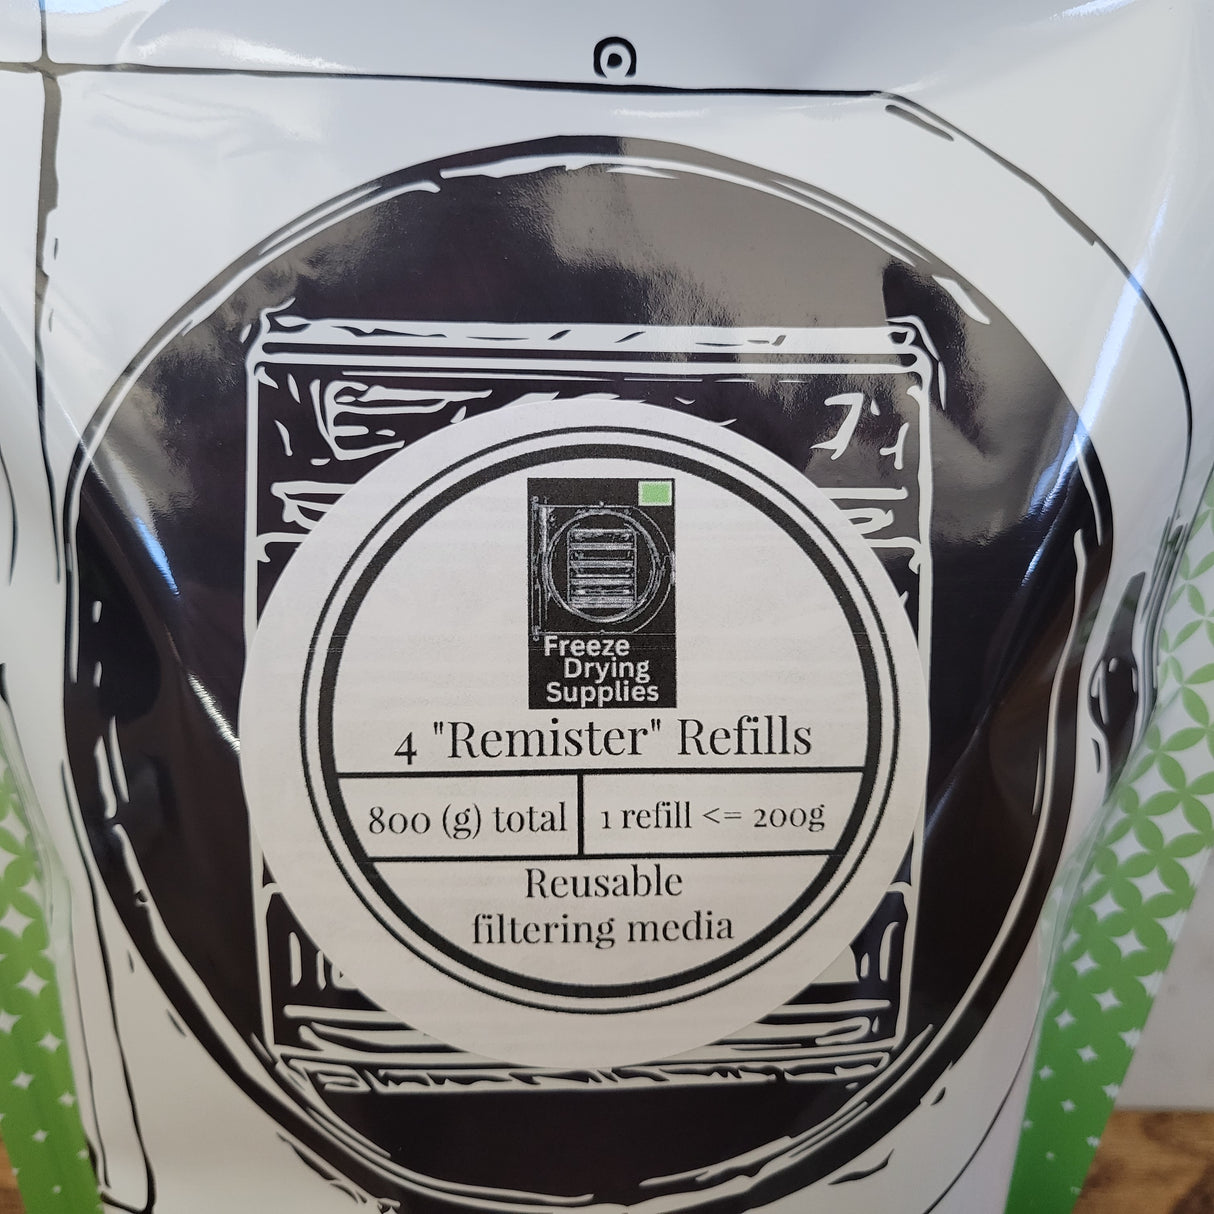 Freeze
Drying
Supplies
4 "Remister" Refills
800 (g) total
1 refill <= 200g
Reusable
filtering media